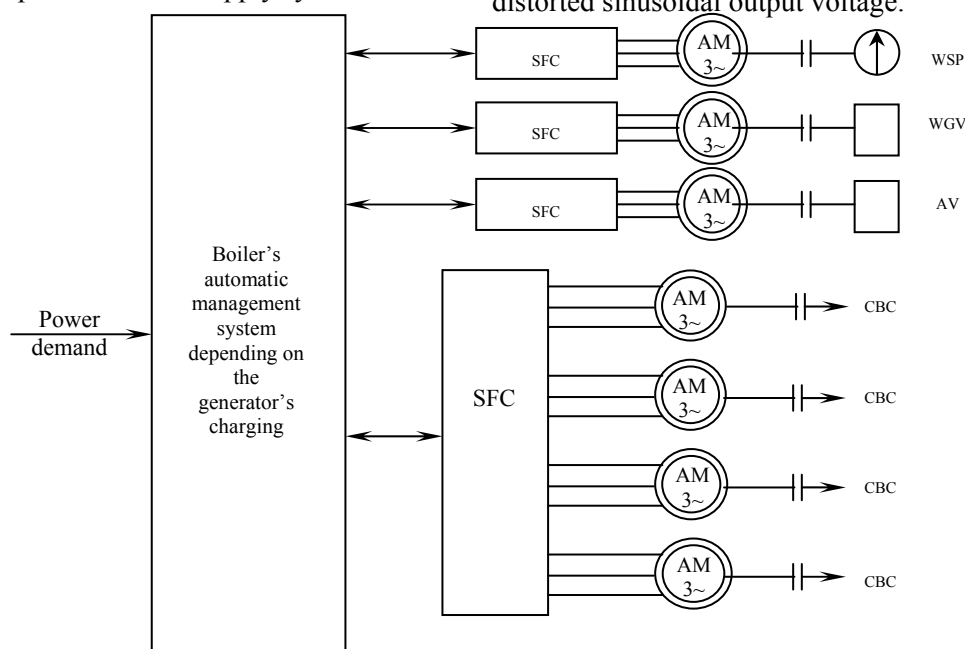 distorted sinusoidal output voltage.
SFC
AM
3~
WSP
SFC
AM
3~
WGV
SFC
AM
3~
AV
Boiler's
automatic
management
system
depending on
the
generator's
charging
Power
demand
SFC
AM
3~
CBC
AM
3~
CBC
AM
3~
CBC
AM
3~
CBC